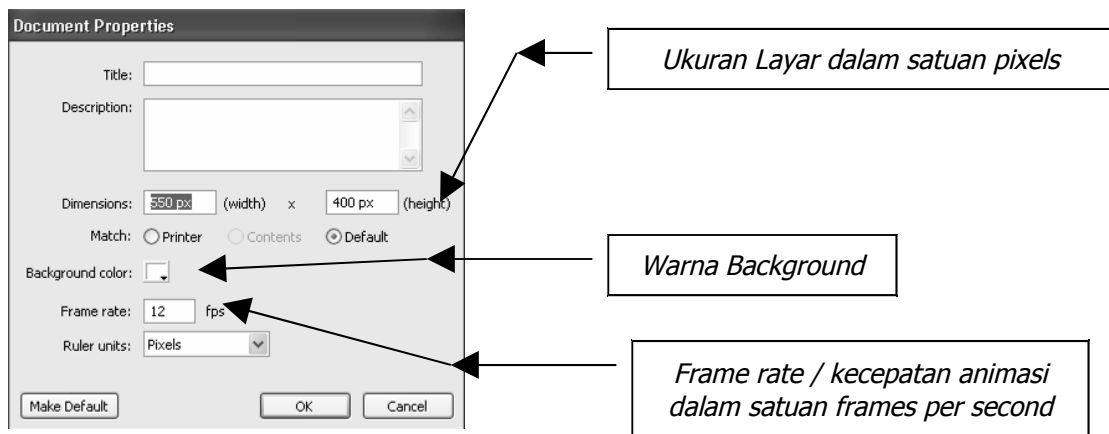 Document Properties
Title:
Description:
Dimensions: 550 px (width) x 400 px (height)
Match: Printer Contents Default
Background color:
Frame rate: 12 fps
Ruler units: Pixels
Make Default OK Cancel
Ukuran Layar dalam satuan pixels
Warna Background
Frame rate / kecepatan animasi
dalam satuan frames per second